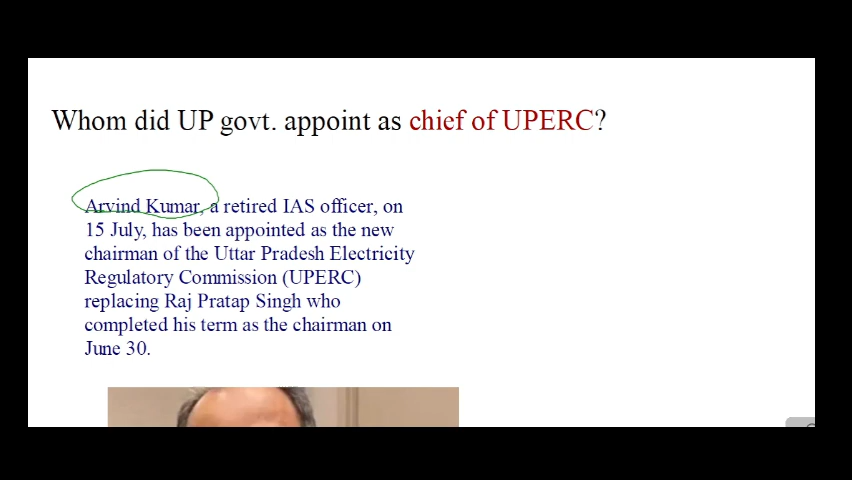 Whom did UP govt. appoint as chief of UPERC?
Arvind Kumar, a retired IAS officer, on
15 July, has been appointed as the new
chairman of the Uttar Pradesh Electricity
Regulatory Commission (UPERC)
replacing Raj Pratap Singh who
completed his term as the chairman on
June 30.